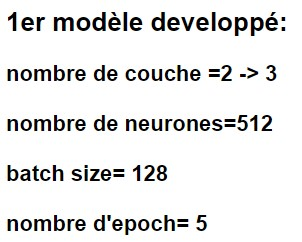 1er modèle developpé:
nombre de couche =2 -> 3
nombre de neurones=512
batch size= 128
nombre d'epoch= 5